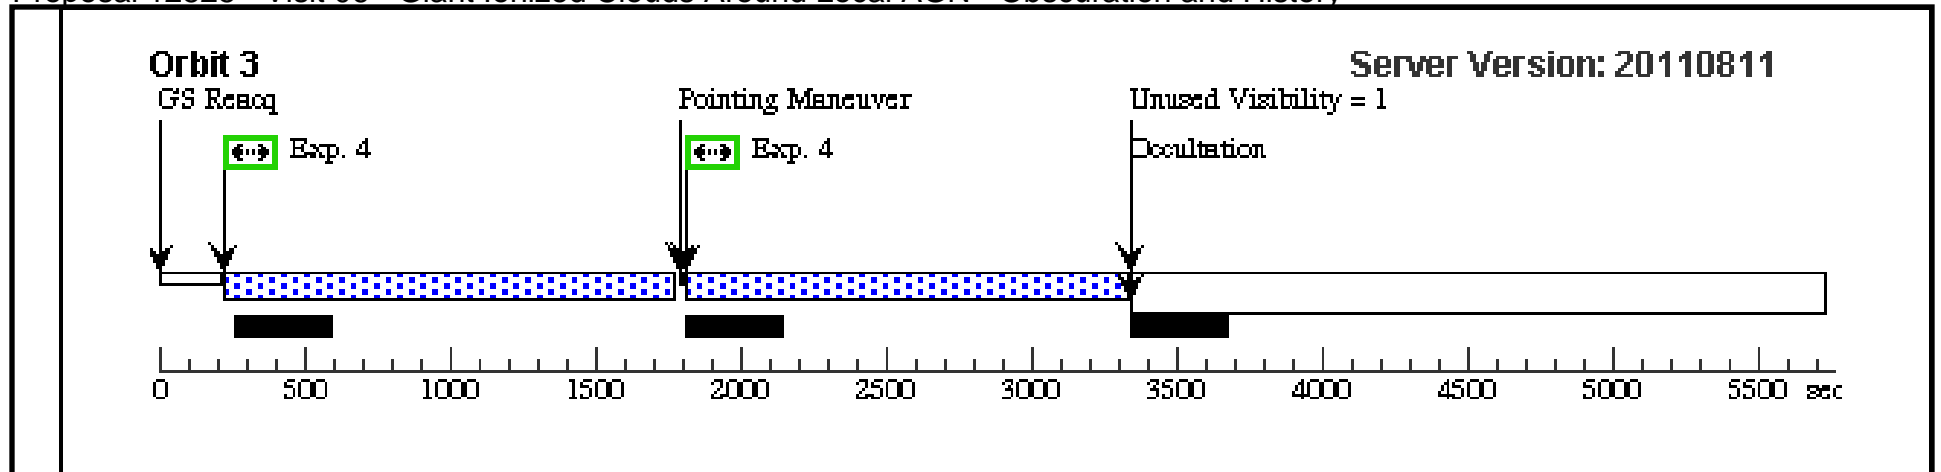 Orbit 3
Server Version: 20110811
GS Reacq
Pointing Maneuver
Unused Visibility = 1
Exp. 4
Exp. 4
Occultation
0 500 1000 1500 2000 2500 3000 3500 4000 4500 5000 5500 sec